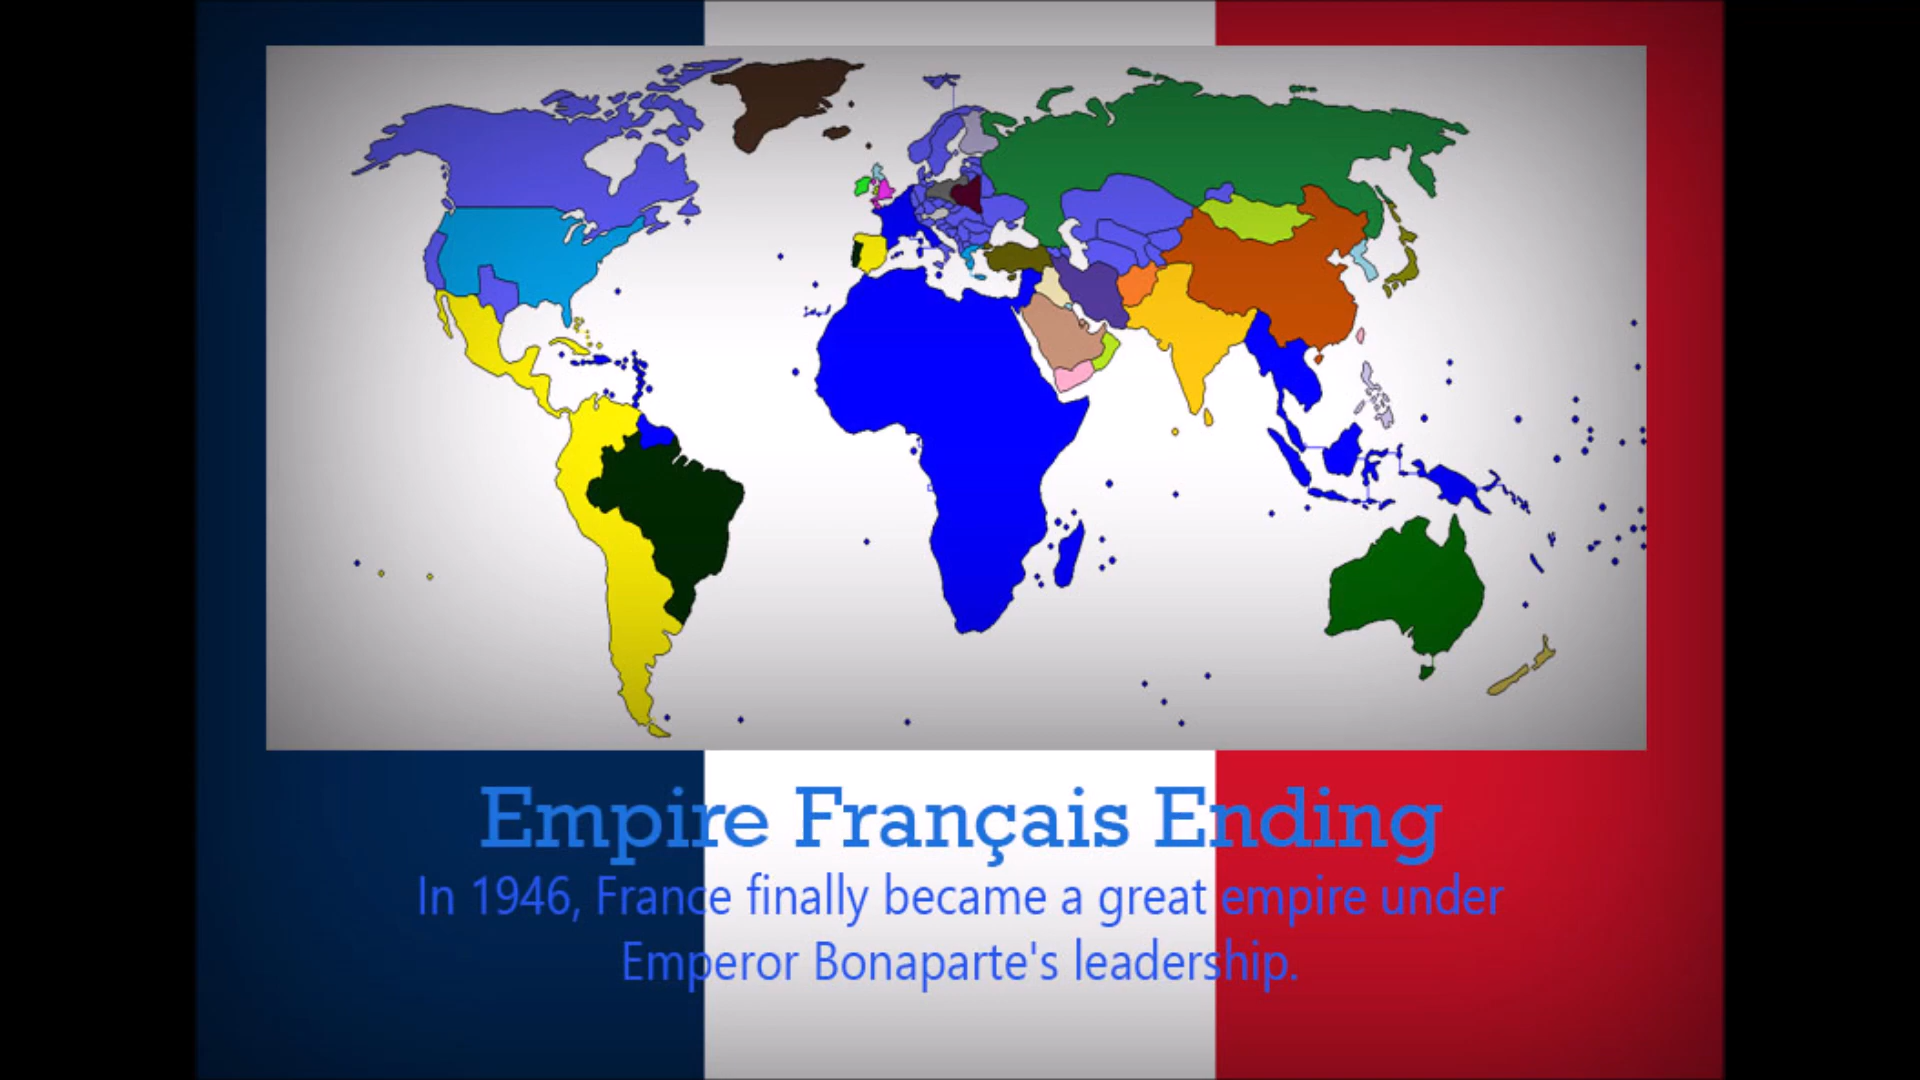 Empire Français Ending
In 1946, France finally became a great empire under
Emperor Bonaparte's leadership.